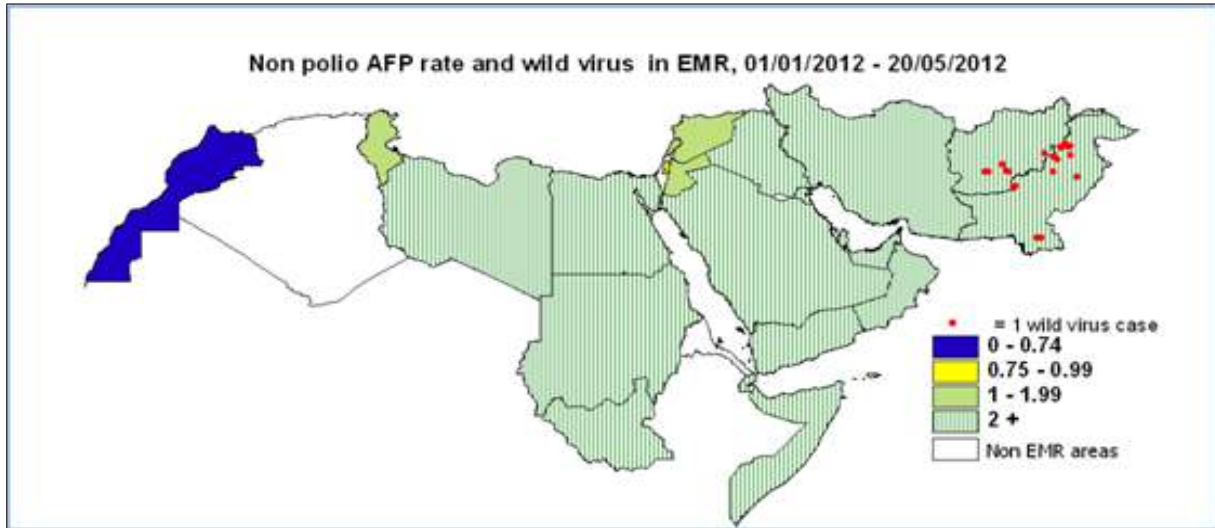 Non polio AFP rate and wild virus in EMR, 01/01/2012 - 20/05/2012
= 1 wild virus case
0 - 0.74
0.75 - 0.99
1 - 1.99
2 +
Non EMR areas